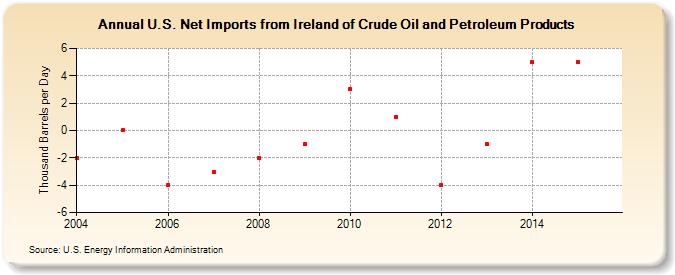 Annual U.S. Net Imports from Ireland of Crude Oil and Petroleum Products
Thousand Barrels per Day
6
4
2
0
-2
-4
-6
2004 2006 2008 2010 2012 2014
Source: U.S. Energy Information Administration